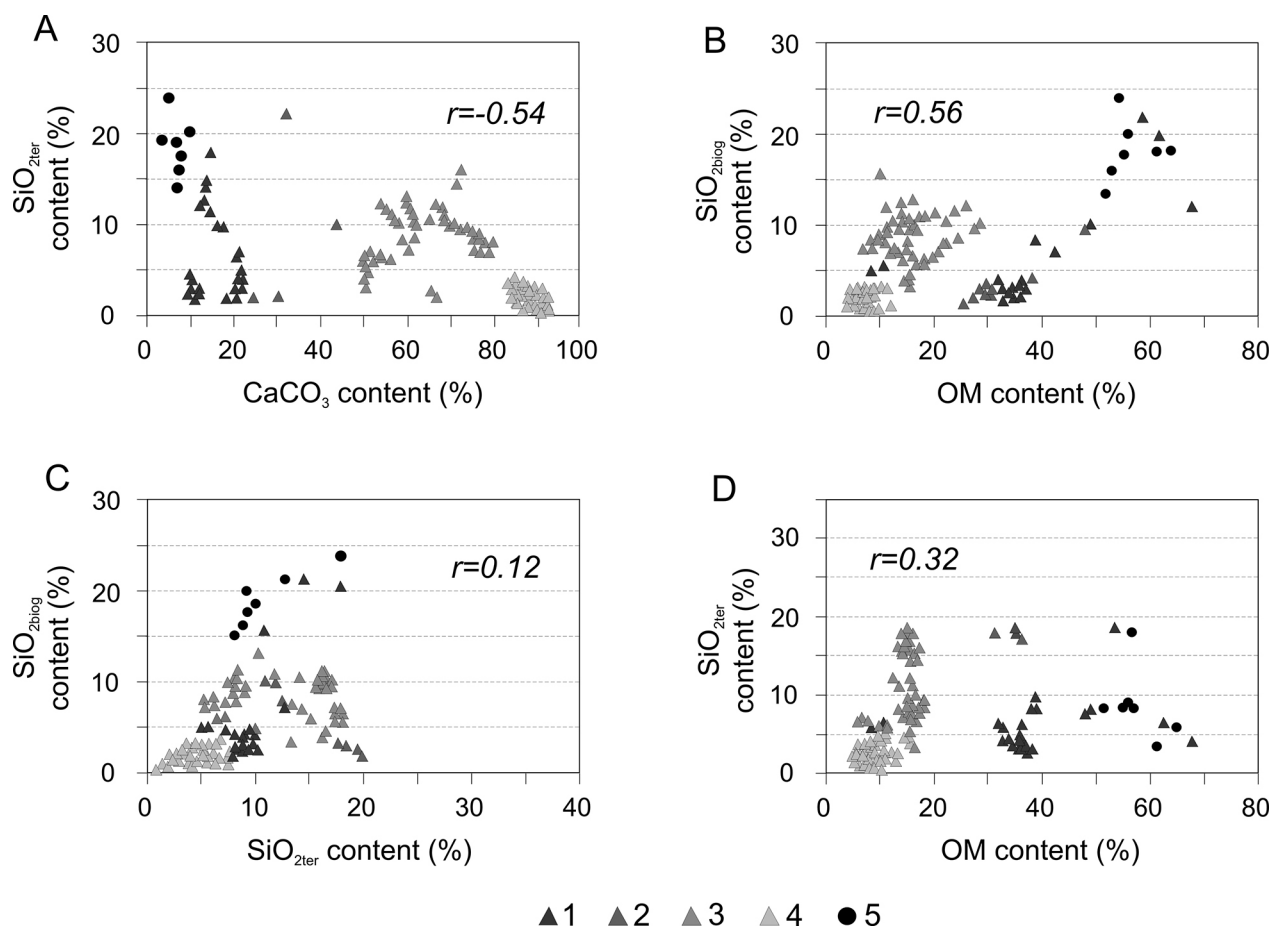 A
30
20
10
0
SiO2ter
content (%)
r=-0.54
0 20 40 60 80 100
CaCO3 content (%)
B
30
20
10
0
SiO2biog
content (%)
r=0.56
0 20 40 60 80
OM content (%)
C
30
20
10
0
SiO2biog
content (%)
r=0.12
0 10 20 30 40
SiO2ter content (%)
D
30
20
10
0
SiO2ter
content (%)
r=0.32
0 20 40 60 80
OM content (%)
1 2 3 4 5